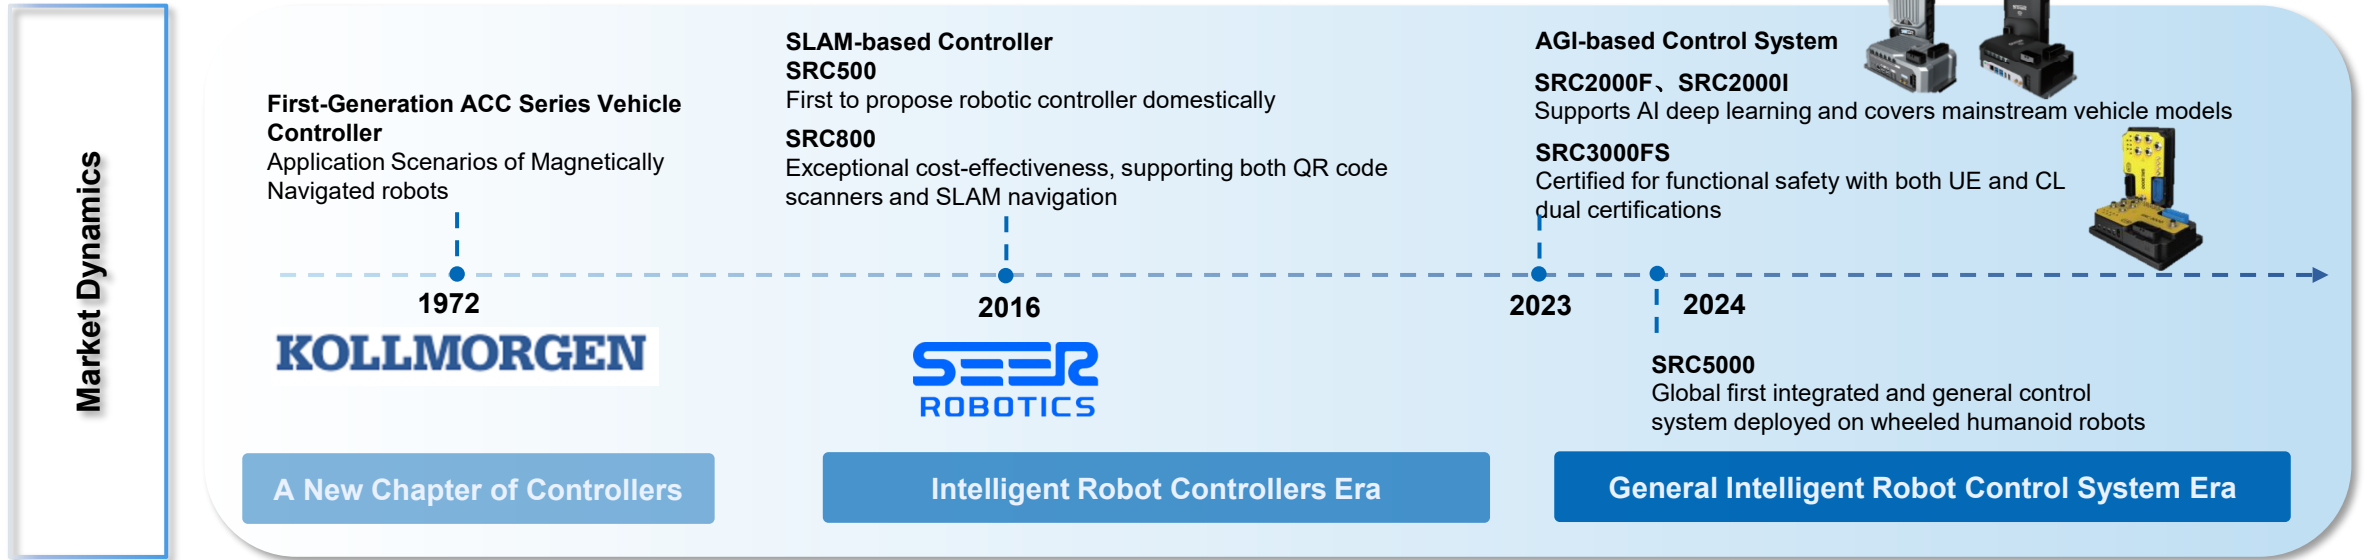 Market Dynamics
First-Generation ACC Series Vehicle
Controller
Application Scenarios of Magnetically
Navigated robots
1972
KOLLMORGEN
A New Chapter of Controllers
SLAM-based Controller
SRC500
First to propose robotic controller domestically
SRC800
Exceptional cost-effectiveness, supporting both QR code
scanners and SLAM navigation
2016
SEER
ROBOTICS
Intelligent Robot Controllers Era
AGI-based Control System
SRC2000F、SRC2000I
Supports AI deep learning and covers mainstream vehicle models
SRC3000FS
Certified for functional safety with both UE and CL
dual certifications
2023
2024
SRC5000
Global first integrated and general control
system deployed on wheeled humanoid robots
General Intelligent Robot Control System Era